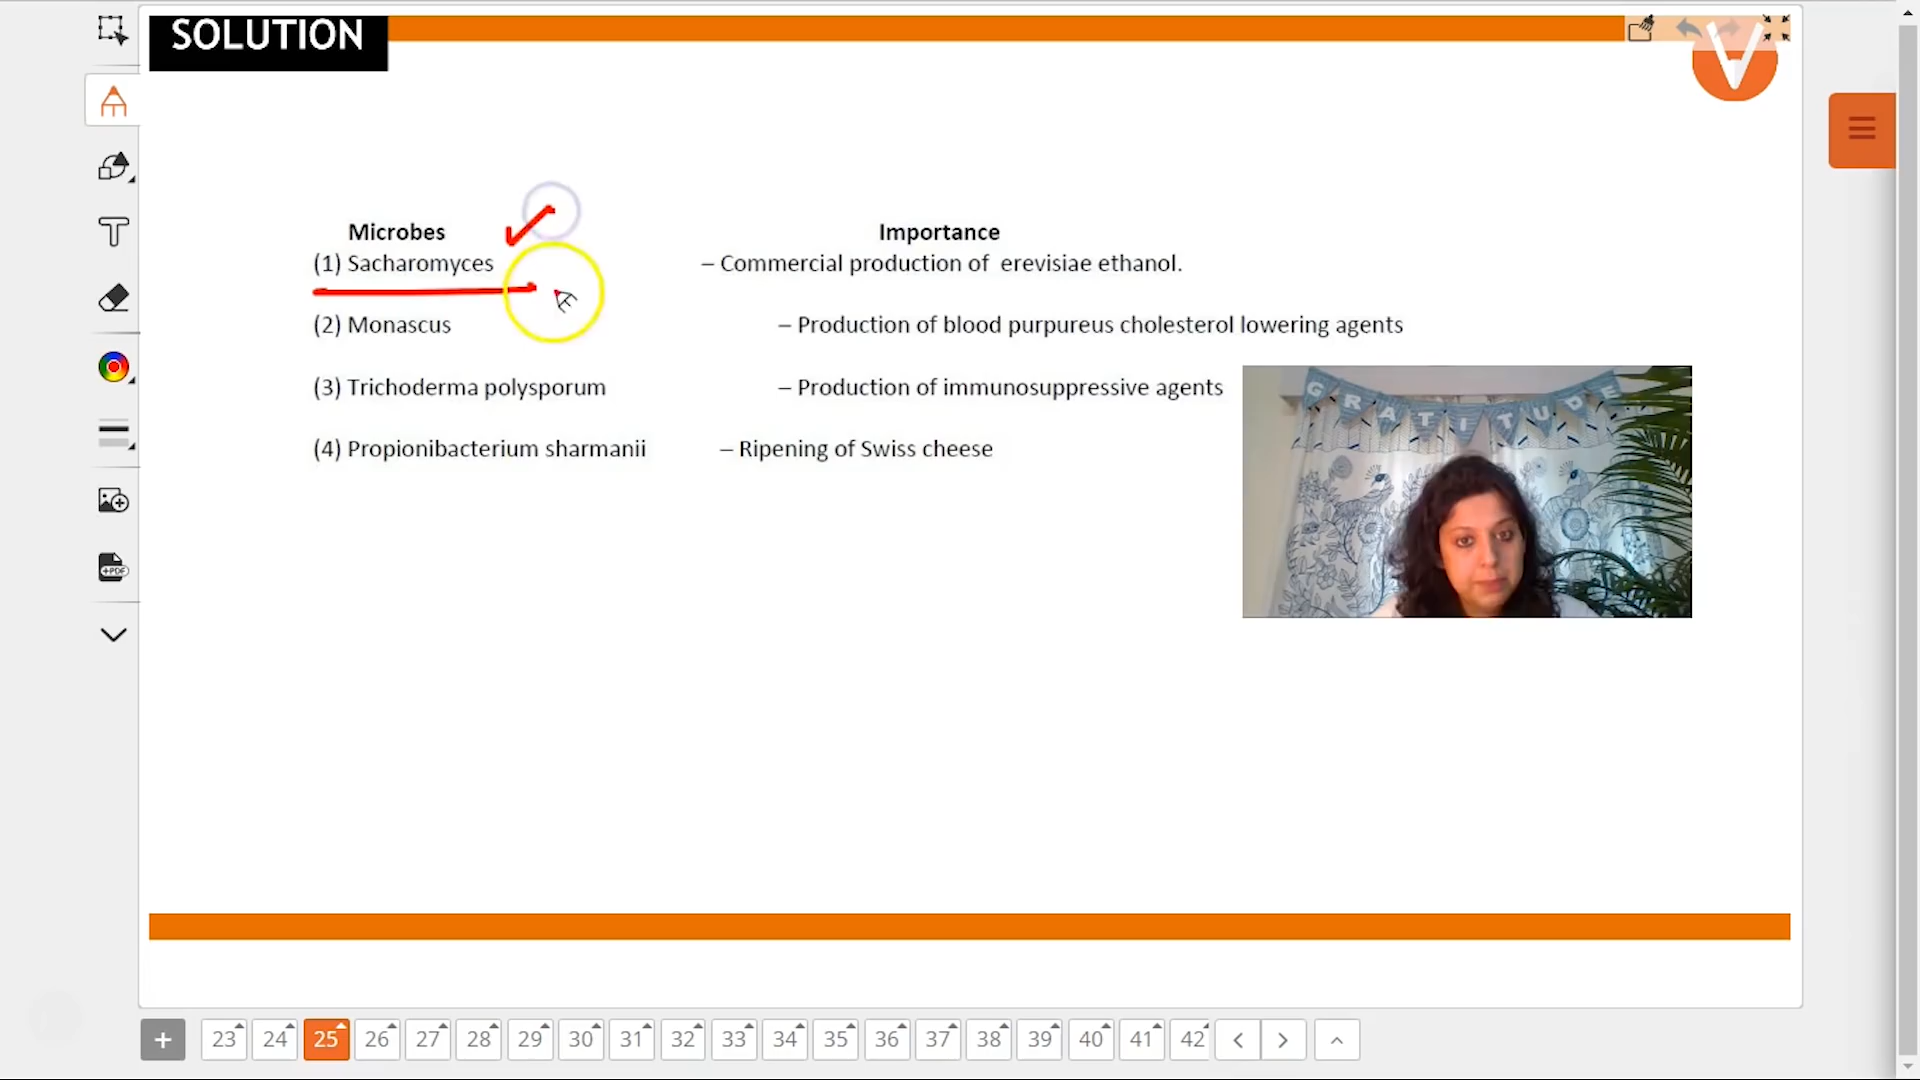 SOLUTION
Microbes Importance
(1) Sacharomyces – Commercial production of erevisiae ethanol.
(2) Monascus – Production of blood purpureus cholesterol lowering agents
(3) Trichoderma polysporum – Production of immunosuppressive agents
(4) Propionibacterium sharmanii – Ripening of Swiss cheese
GRATITUDE
+PDF
+ 23 24 25 26 27 28 29 30 31 32 33 34 35 36 37 38 39 40 41 42